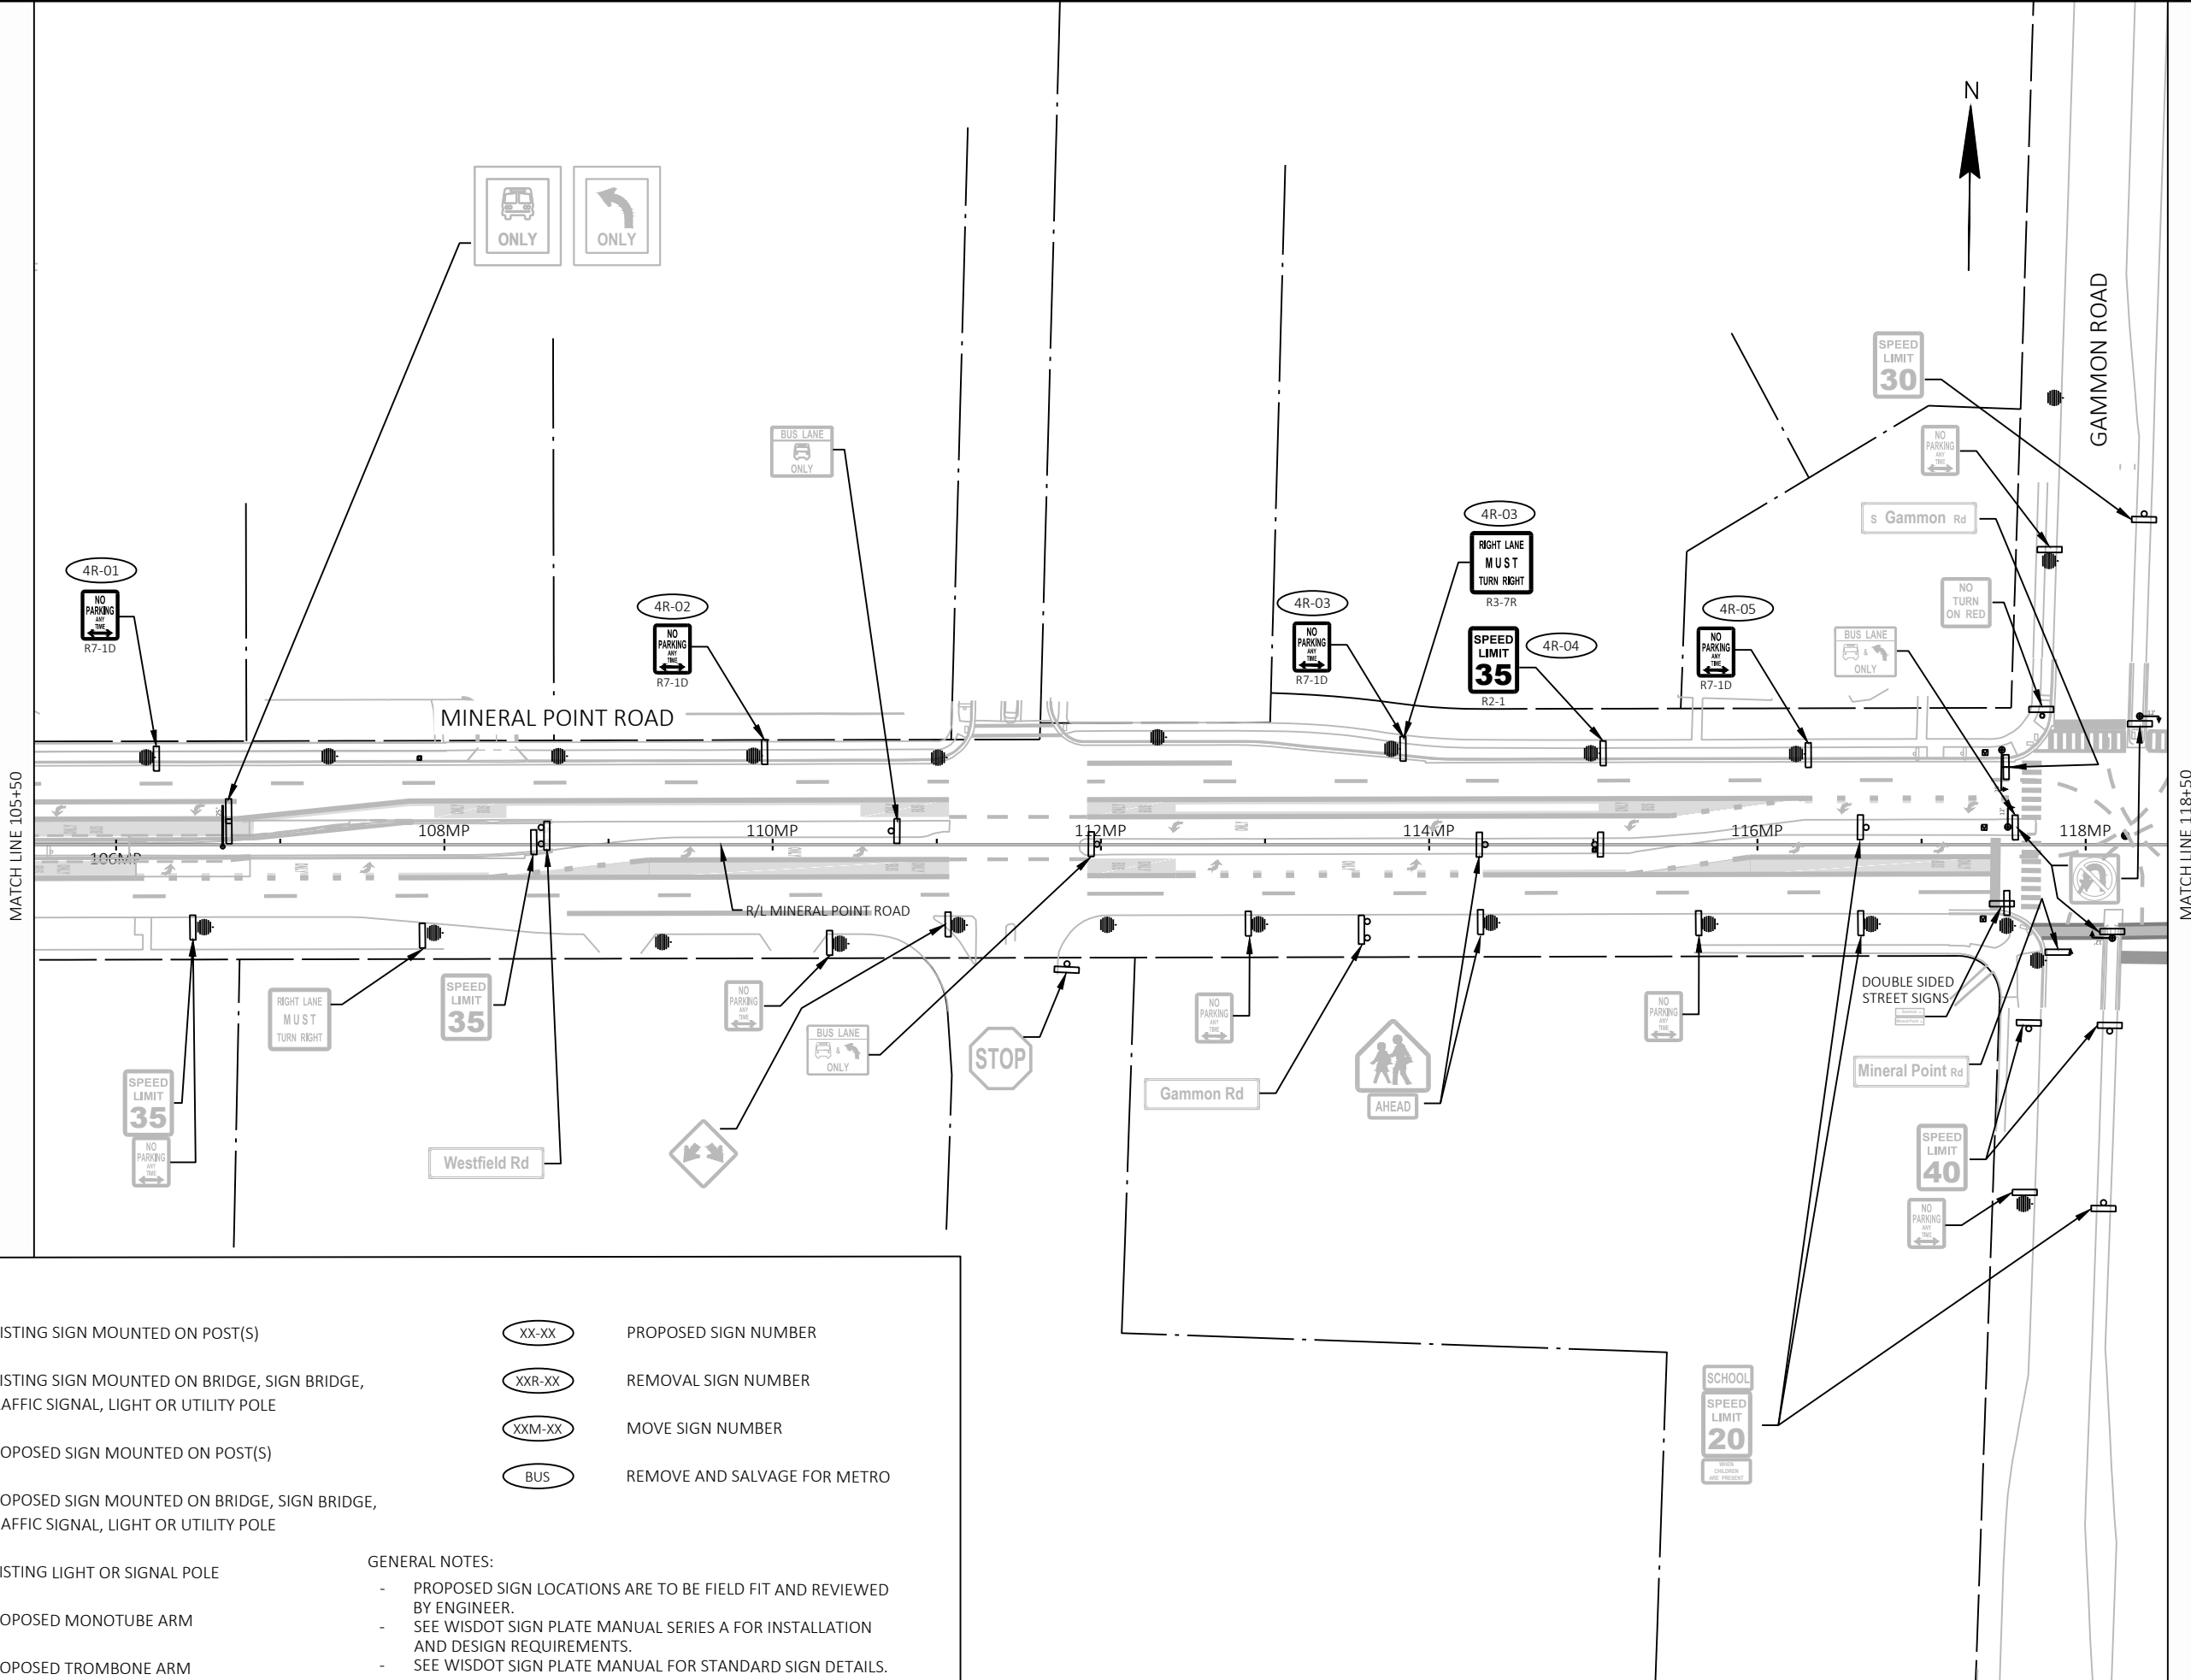 N
GAMMON ROAD
ONLY
ONLY
SPEED
LIMIT
30
BUS LANE
ONLY
NO
PARKING
ANY
TIME
S Gammon Rd
4R-03
RIGHT LANE
MUST
TURN RIGHT
R3-7R
4R-01
NO
PARKING
ANY
TIME
R7-1D
4R-02
NO
PARKING
ANY
TIME
R7-1D
4R-03
NO
PARKING
ANY
TIME
R7-1D
SPEED
LIMIT
35
R2-1
4R-04
4R-05
NO
PARKING
ANY
TIME
R7-1D
NO
TURN
ON RED
BUS LANE
&
ONLY
MINERAL POINT ROAD
MATCH LINE 105+50
MATCH LINE 118+50
106MP
108MP
110MP
112MP
114MP
116MP
118MP
R/L MINERAL POINT ROAD
RIGHT LANE
MUST
TURN RIGHT
SPEED
LIMIT
35
NO
PARKING
ANY
TIME
BUS LANE
&
ONLY
STOP
NO
PARKING
ANY
TIME
NO
PARKING
ANY
TIME
DOUBLE SIDED
STREET SIGNS
SPEED
LIMIT
35
NO
PARKING
ANY
TIME
Westfield Rd
Gammon Rd
AHEAD
Mineral Point Rd
SPEED
LIMIT
40
NO
PARKING
ANY
TIME
SCHOOL
SPEED
LIMIT
20
WHEN
CHILDREN
ARE PRESENT
ISTING SIGN MOUNTED ON POST(S)
ISTING SIGN MOUNTED ON BRIDGE, SIGN BRIDGE,
AFFIC SIGNAL, LIGHT OR UTILITY POLE
OPOSED SIGN MOUNTED ON POST(S)
OPOSED SIGN MOUNTED ON BRIDGE, SIGN BRIDGE,
AFFIC SIGNAL, LIGHT OR UTILITY POLE
ISTING LIGHT OR SIGNAL POLE
OPOSED MONOTUBE ARM
OPOSED TROMBONE ARM
XX-XX PROPOSED SIGN NUMBER
XXR-XX REMOVAL SIGN NUMBER
XXM-XX MOVE SIGN NUMBER
BUS REMOVE AND SALVAGE FOR METRO
GENERAL NOTES:
- PROPOSED SIGN LOCATIONS ARE TO BE FIELD FIT AND REVIEWED
BY ENGINEER.
- SEE WISDOT SIGN PLATE MANUAL SERIES A FOR INSTALLATION
AND DESIGN REQUIREMENTS.
- SEE WISDOT SIGN PLATE MANUAL FOR STANDARD SIGN DETAILS.